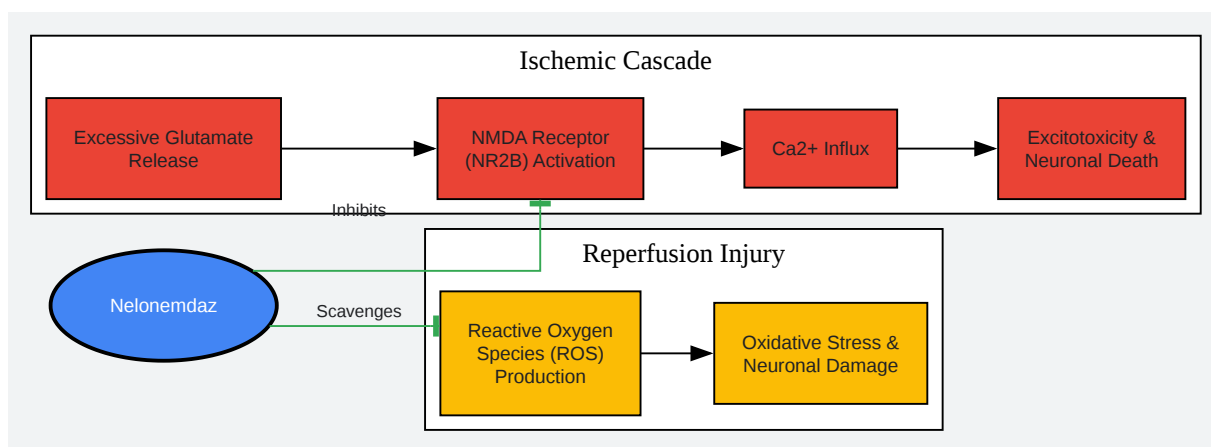 Ischemic Cascade
Excessive Glutamate
Release
NMDA Receptor
(NR2B) Activation
Ca2+ Influx
Excitotoxicity &
Neuronal Death
Inhibits
Nelonemdaz
Scavenges
Reperfusion Injury
Reactive Oxygen
Species (ROS)
Production
Oxidative Stress &
Neuronal Damage